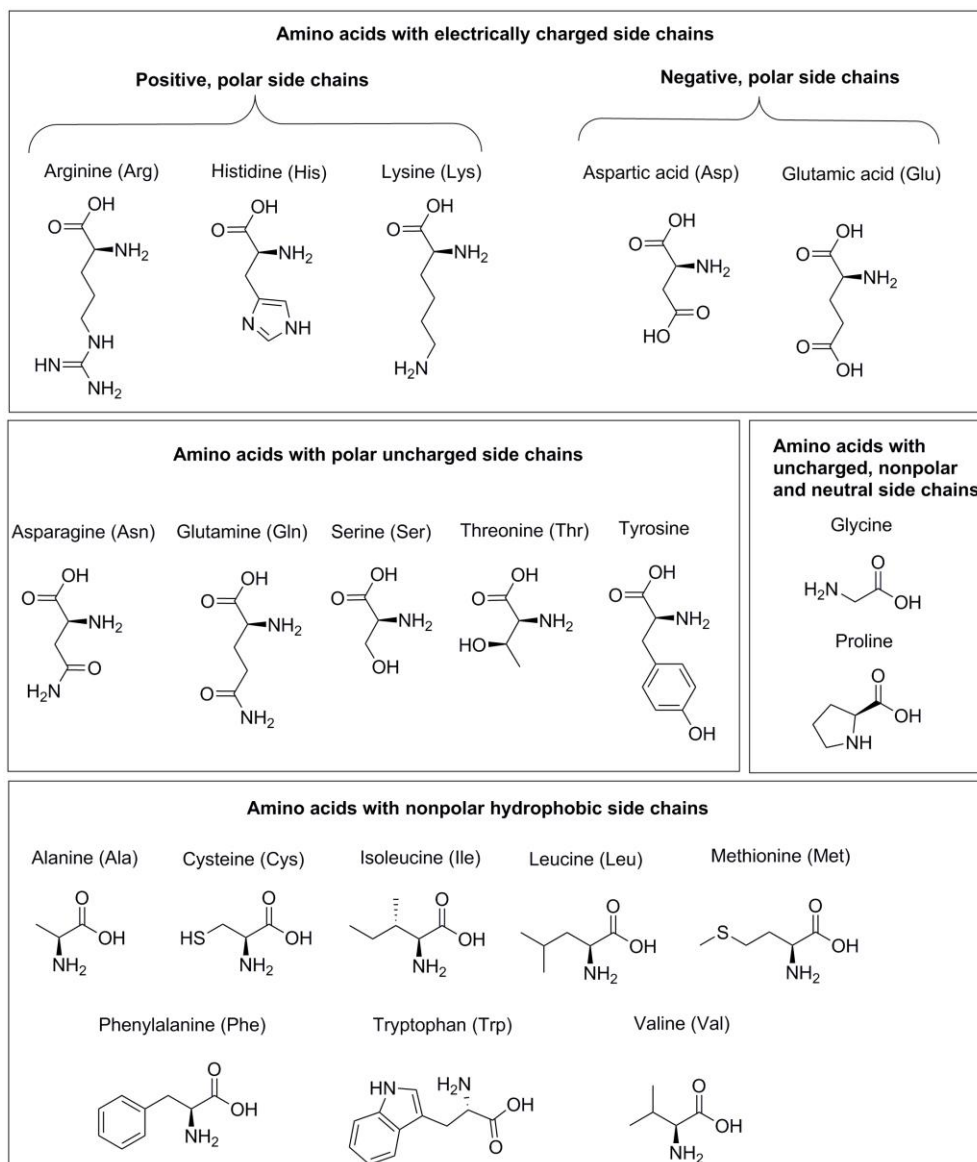 Amino acids with electrically charged side chains
Positive, polar side chains
Negative, polar side chains
Arginine (Arg)
Histidine (His)
Lysine (Lys)
Aspartic acid (Asp)
Glutamic acid (Glu)
OH
O
NH2
NH
HN
NH2
OH
O
NH2
N
NH
OH
O
NH2
H2N
OH
O
NH2
O
HO
OH
O
NH2
O
OH
Amino acids with polar uncharged side chains
Asparagine (Asn)
Glutamine (Gln)
Serine (Ser)
Threonine (Thr)
Tyrosine
OH
O
NH2
O
H2N
OH
O
NH2
O
NH2
OH
O
NH2
OH
OH
O
NH2
HO
OH
O
NH2
OH
Amino acids with
uncharged, nonpolar
and neutral side chains
Glycine
O
H2N
OH
Proline
O
OH
NH
Amino acids with nonpolar hydrophobic side chains
Alanine (Ala)
Cysteine (Cys)
Isoleucine (Ile)
Leucine (Leu)
Methionine (Met)
O
OH
NH2
O
HS
OH
NH2
O
OH
NH2
O
OH
NH2
O
S
OH
NH2
Phenylalanine (Phe)
Tryptophan (Trp)
Valine (Val)
O
OH
NH2
HN
H2N
OH
O
O
OH
NH2